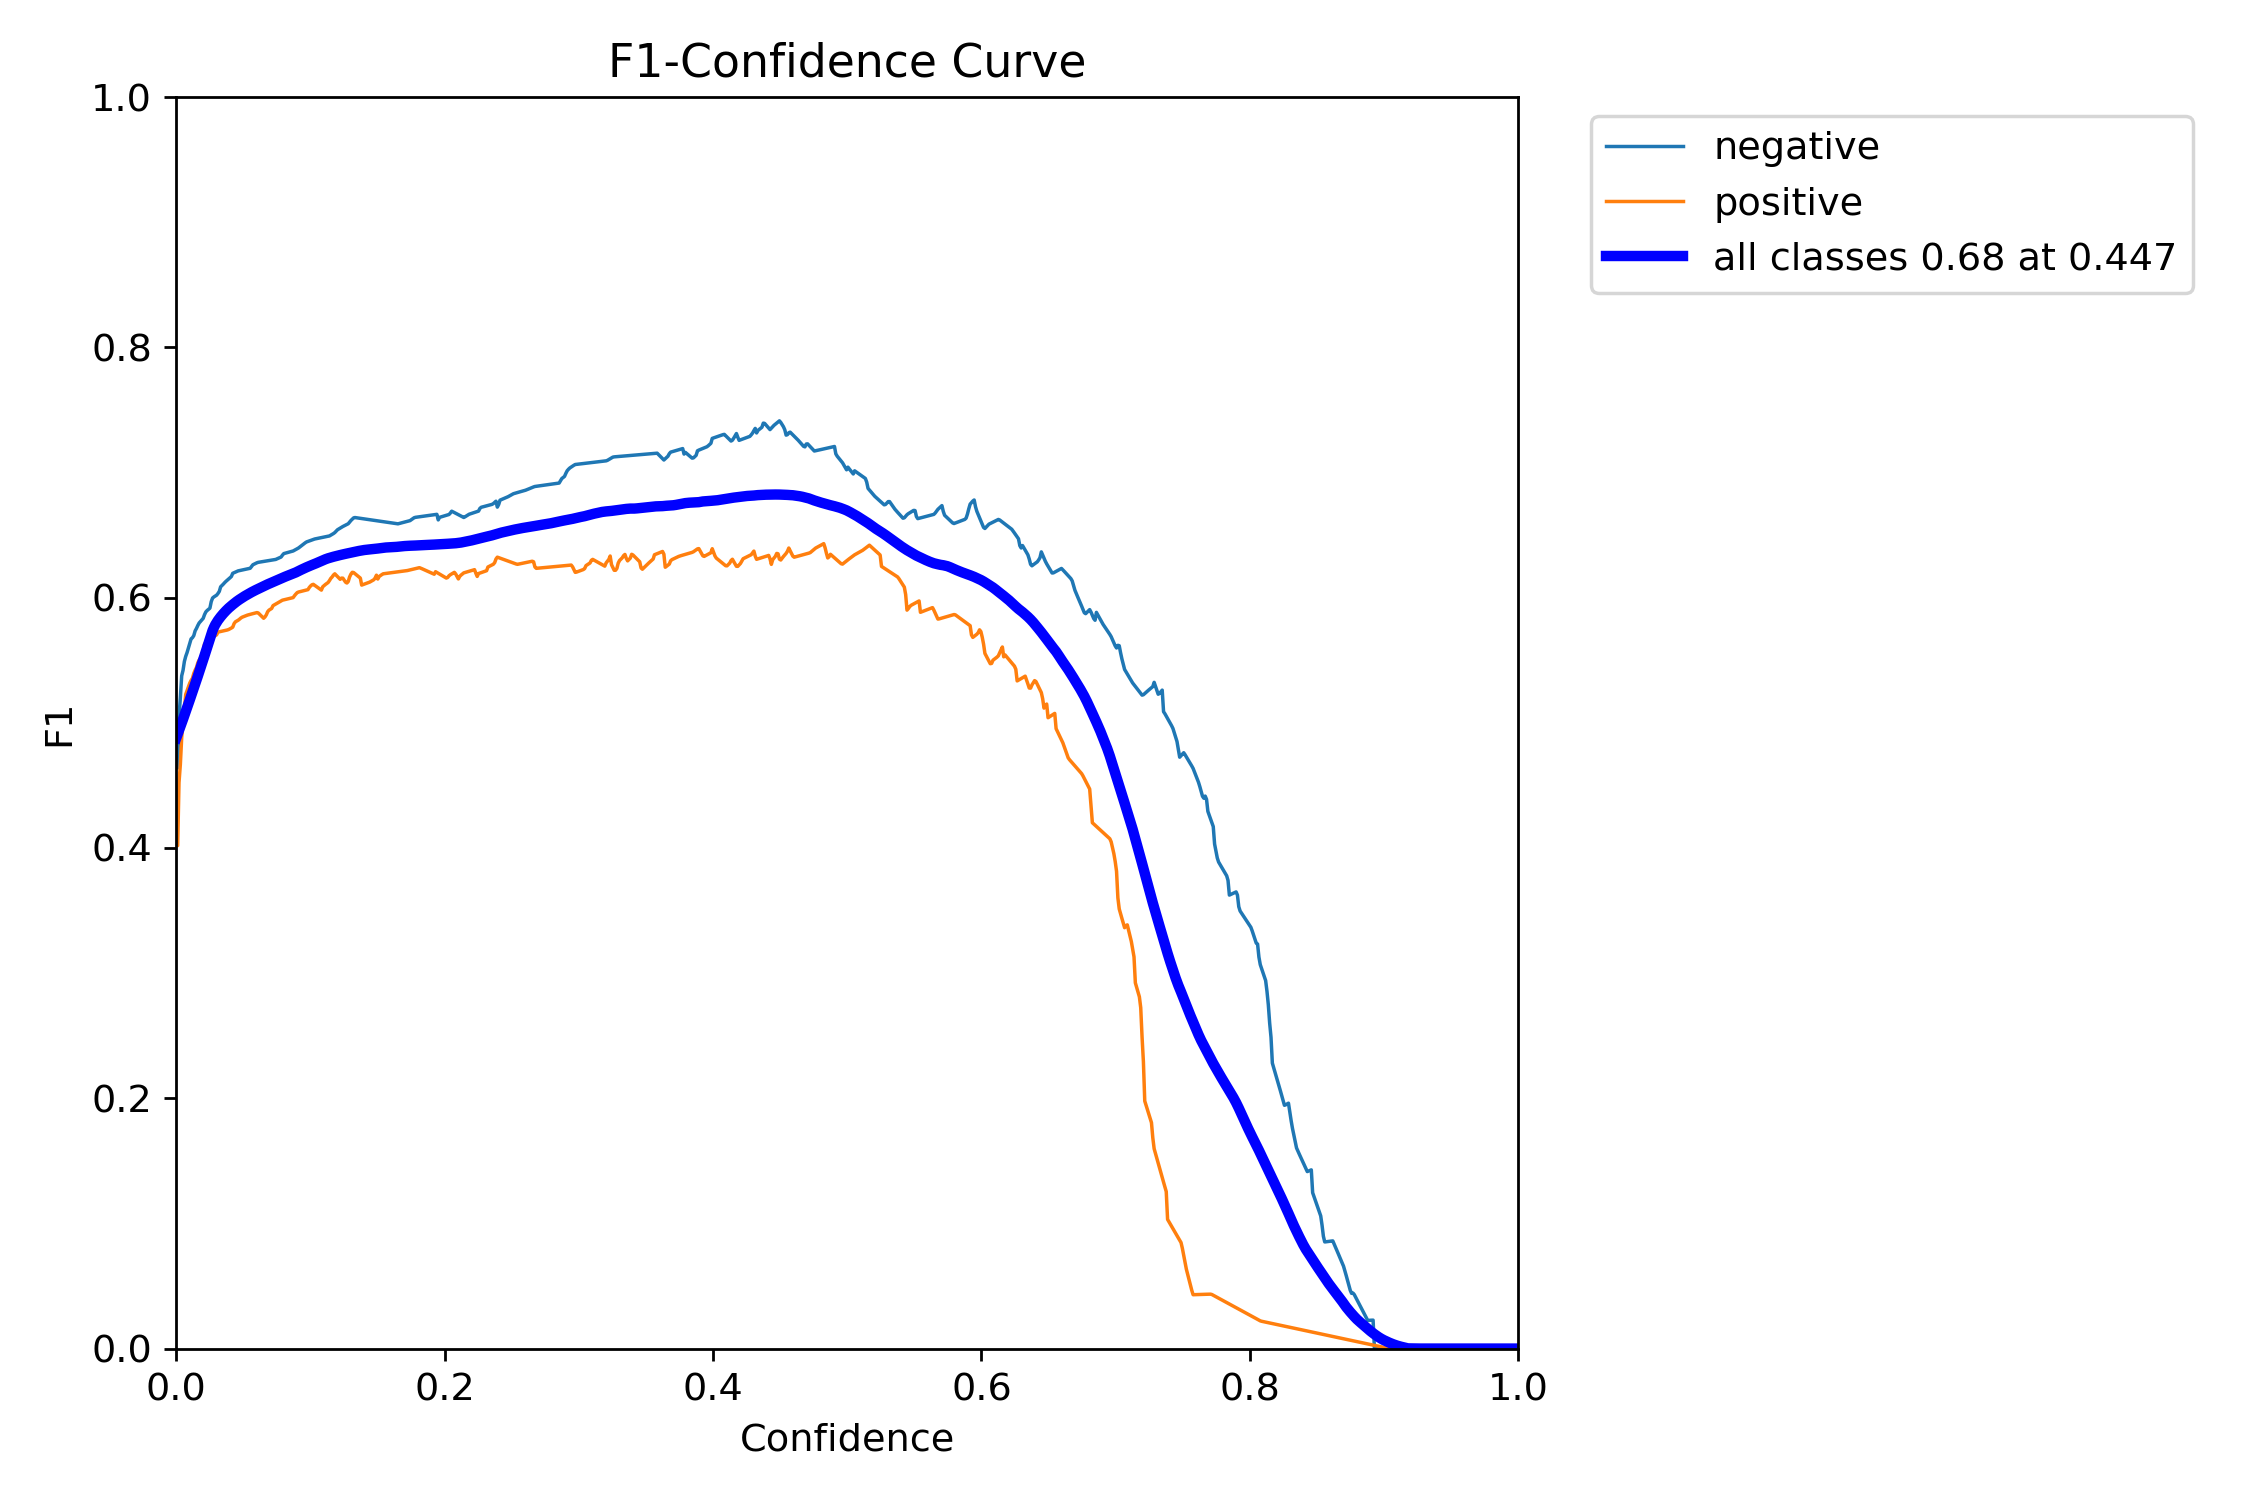 F1-Confidence Curve
1.0
0.8
0.6
0.4
0.2
0.0
F1
0.0 0.2 0.4 0.6 0.8 1.0
Confidence
negative
positive
all classes 0.68 at 0.447